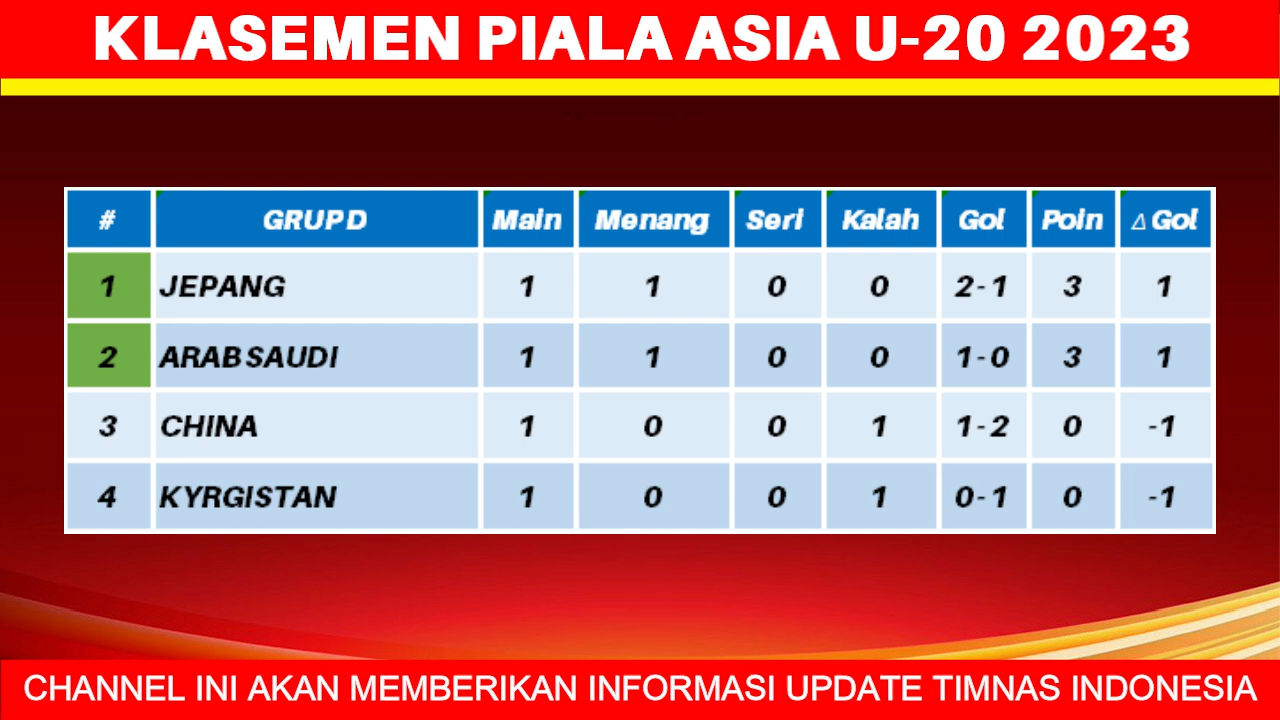 KLASEMEN PIALA ASIA U-20 2023
# GRUP D Main Menang Seri Kalah Gol Poin △ Gol
1 JEPANG 1 1 0 0 2-1 3 1
2 ARAB SAUDI 1 1 0 0 1-0 3 1
3 CHINA 1 0 0 1 1-2 0 -1
4 KYRGISTAN 1 0 0 1 0-1 0 -1
CHANNEL INI AKAN MEMBERIKAN INFORMASI UPDATE TIMNAS INDONESIA